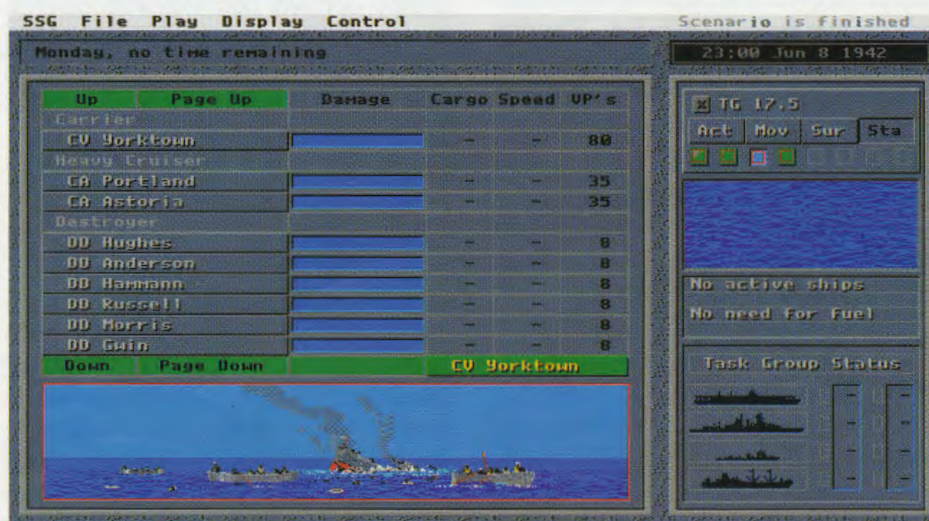 SSG File Play Display Control
Scenario is finished
Monday, no time remaining
23:00 Jun 8 1942
Up Page Up Damage Cargo Speed VP's
Carrier
CV Yorktown - - 80
Heavy Cruiser
CA Portland - - 35
CA Astoria - - 35
Destroyer
DD Hughes - - 8
DD Anderson - - 8
DD Hammann - - 8
DD Russell - - 8
DD Morris - - 8
DD Gwin - - 8
Down Page Down CV Yorktown
x TG 17.5
Act Mov Sur Sta
No active ships
No need for fuel
Task Group Status
- -
- -
- -
- -